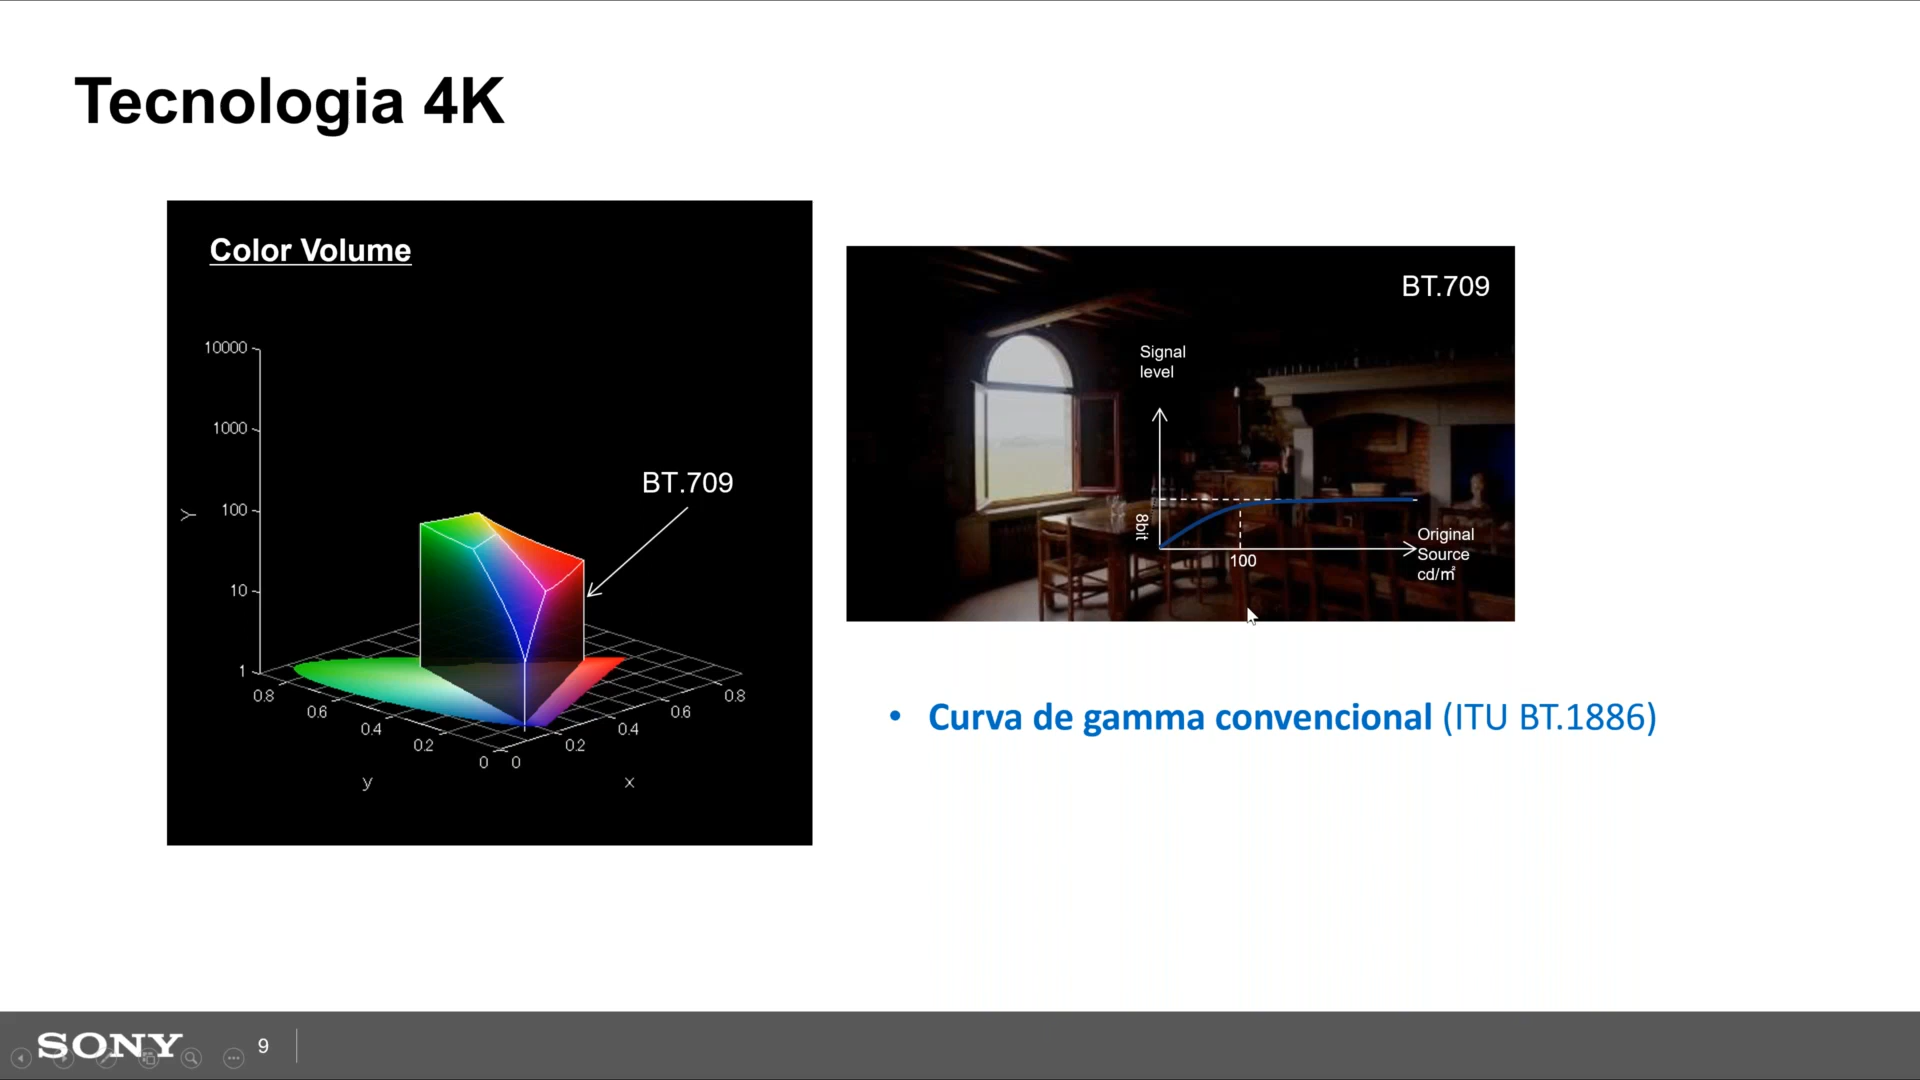 Tecnologia 4K
Color Volume
10000
1000
100
10
1
Y
BT.709
0.8
0.6
0.4
0.2
0
0
0.2
0.4
0.6
0.8
y
x
BT.709
Signal
level
8bit
100
Original
Source
cd/㎡
• Curva de gamma convencional (ITU BT.1886)
SONY
9